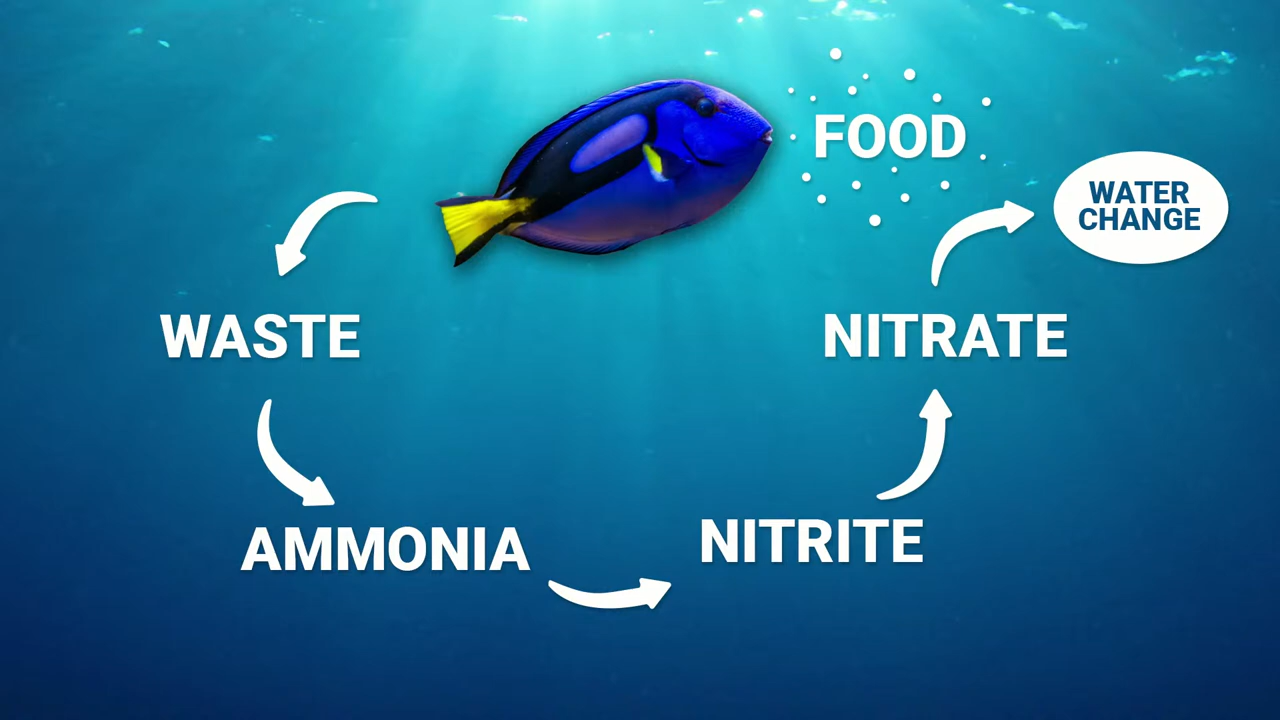 FOOD
WATER
CHANGE
WASTE
NITRATE
AMMONIA
NITRITE